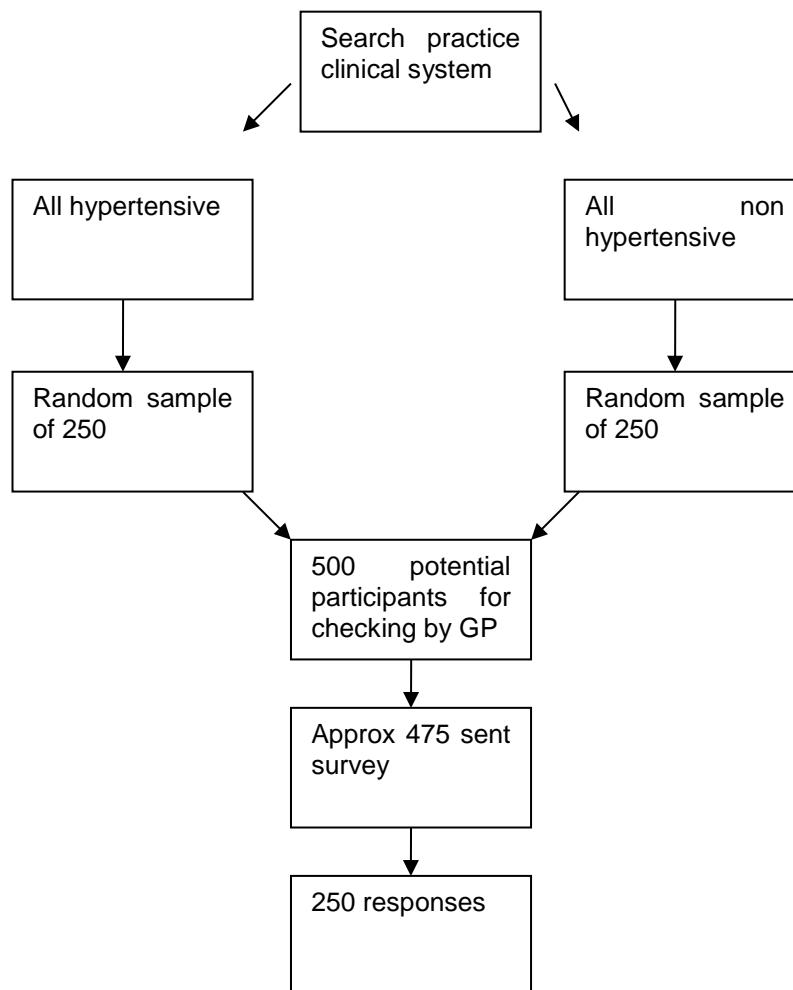 Search practice
clinical system
All hypertensive
All non
hypertensive
Random sample
of 250
Random sample
of 250
500 potential
participants for
checking by GP
Approx 475 sent
survey
250 responses